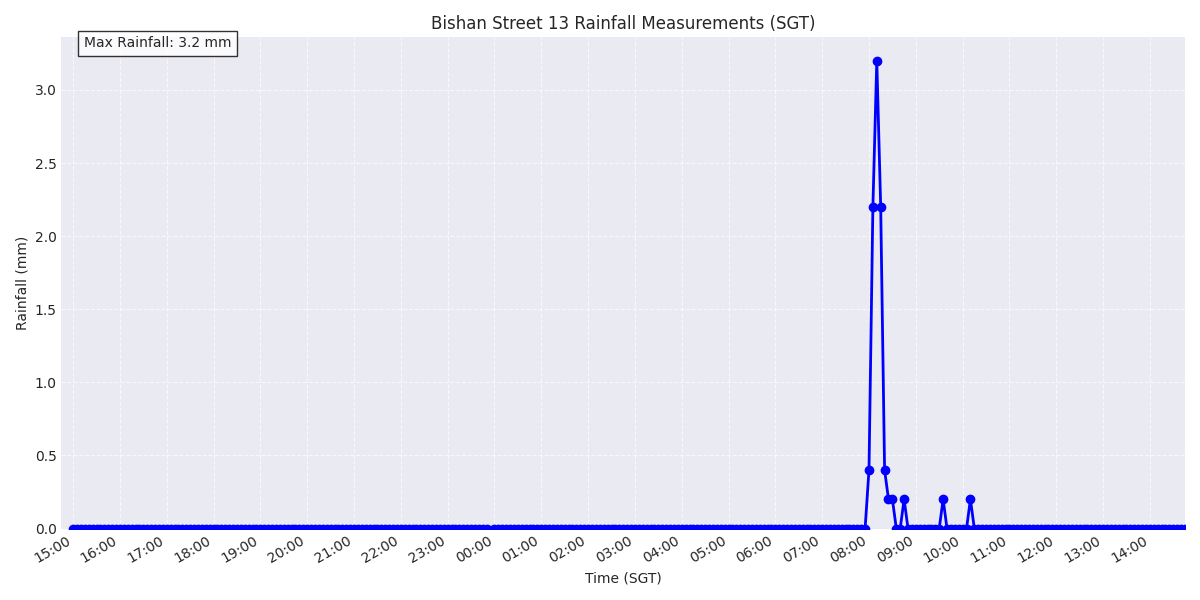 Bishan Street 13 Rainfall Measurements (SGT)
Max Rainfall: 3.2 mm
3.0
2.5
2.0
1.5
1.0
0.5
0.0
Rainfall (mm)
15:00 16:00 17:00 18:00 19:00 20:00 21:00 22:00 23:00 00:00 01:00 02:00 03:00 04:00 05:00 06:00 07:00 08:00 09:00 10:00 11:00 12:00 13:00 14:00
Time (SGT)